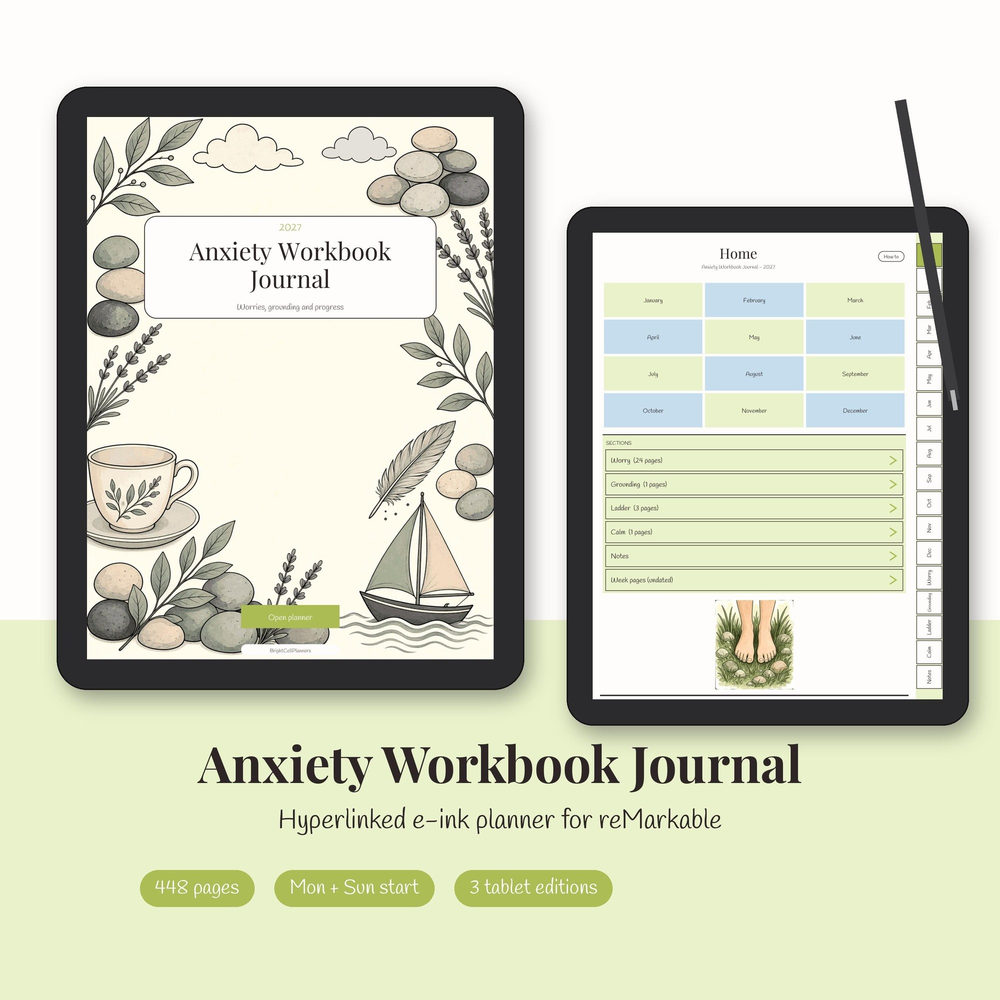 2027
Anxiety Workbook
Journal
Worries, grounding and progress
Open planner
BrightCellPlanners
Home
Anxiety Workbook Journal - 2027
How to
January
February
March
April
May
June
July
August
September
October
November
December
SECTIONS
Worry (24 pages)
Grounding (1 pages)
Ladder (3 pages)
Calm (1 pages)
Notes
Week pages (undated)
Feb
Mar
Apr
May
Jun
Jul
Aug
Sep
Oct
Nov
Dec
Worry
Grounding
Ladder
Calm
Notes
Anxiety Workbook Journal
Hyperlinked e-ink planner for reMarkable
448 pages
Mon + Sun start
3 tablet editions